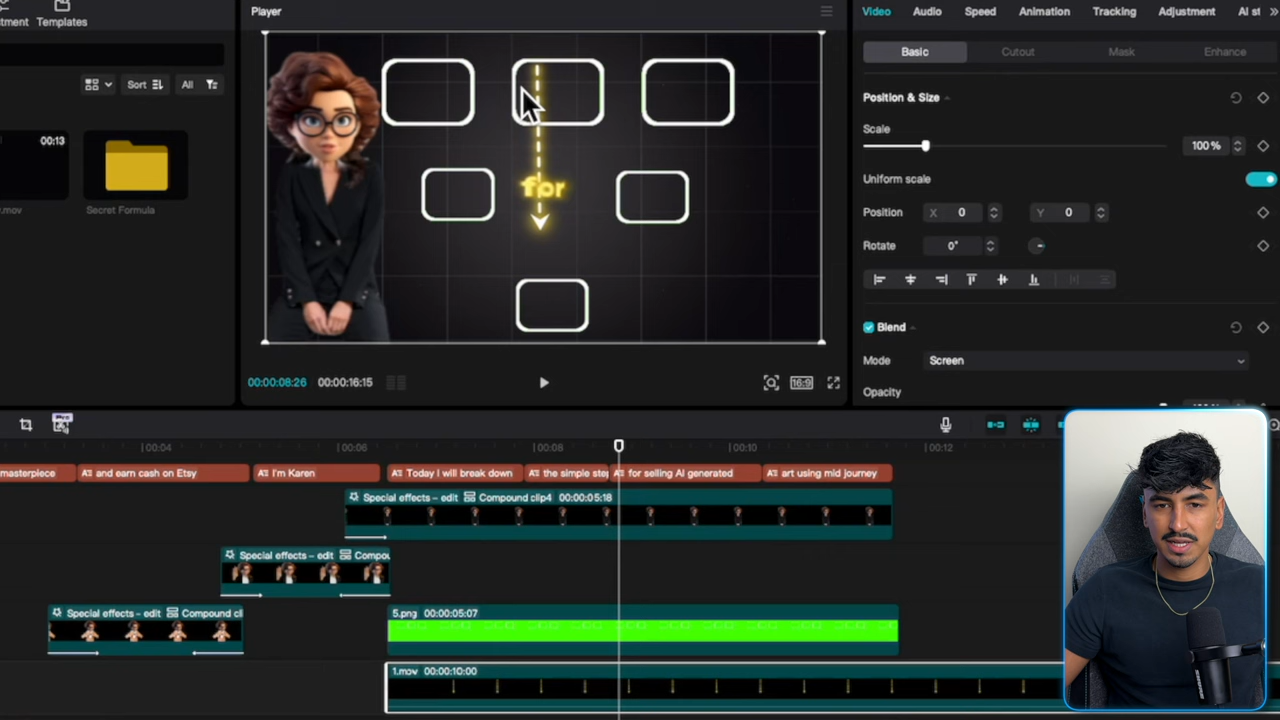 Templates
Player
Video Audio Speed Animation Tracking Adjustment
Basic Cutout Mask Enhance
Sort All
Position & Size
Scale
100%
00:13
Uniform scale
for
Position X 0 Y 0
.mov Secret Formula
Rotate 0°
Blend
Mode Screen
00:00:08:26 00:00:16:15 16:9
Opacity
Pro
00:04 00:06 00:08 00:10 00:12
masterpiece and earn cash on Etsy I'm Karen Today I will break down the simple step for selling AI generated art using mid journey
Special effects – edit Compound clip4 00:00:05:18
Special effects – edit Compou
Special effects – edit Compound cli
5.png 00:00:05:07
1.mov 00:00:10:00